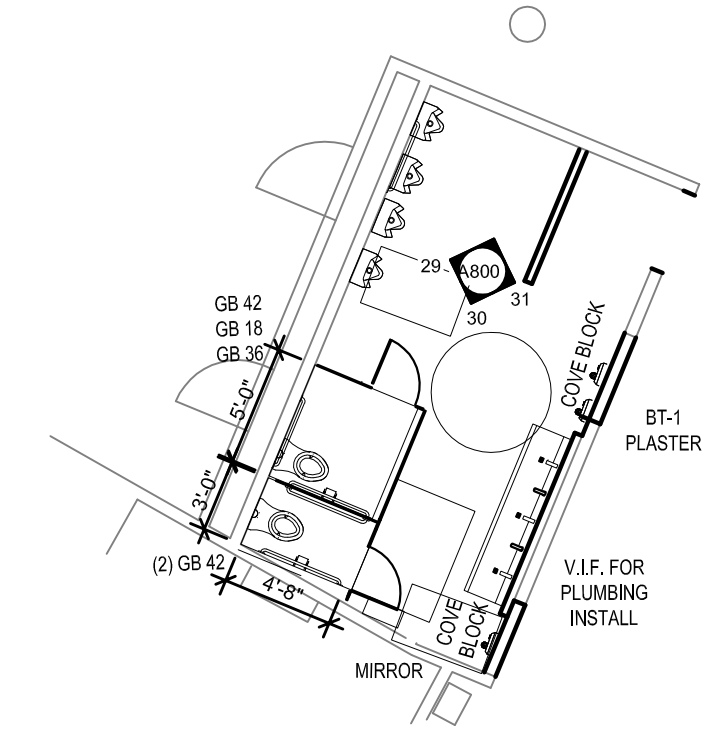 29
A800
31
30
GB 42
GB 18
GB 36
COVE BLOCK
BT-1
PLASTER
5'-0"
3'-0"
(2) GB 42
4'-8"
V.I.F. FOR
PLUMBING
INSTALL
COVE
BLOCK
MIRROR